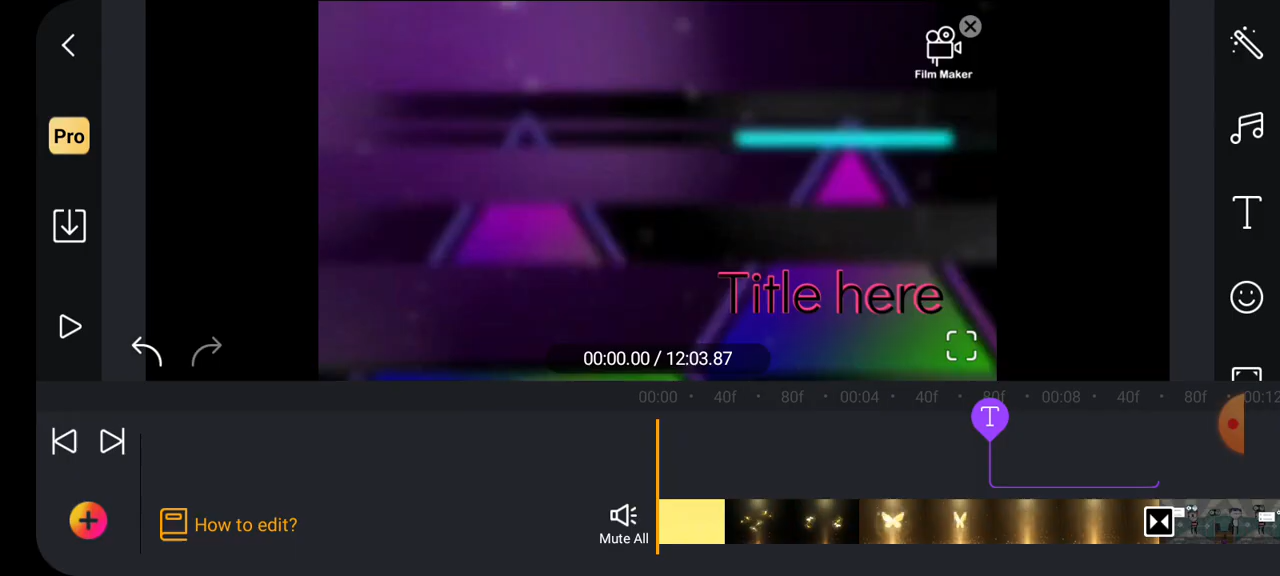 Film Maker
Pro
Title here
00:00.00 / 12:03.87
00:00 40f 80f 00:04 40f 80f 00:08 40f 80f 00:12
T
How to edit?
Mute All